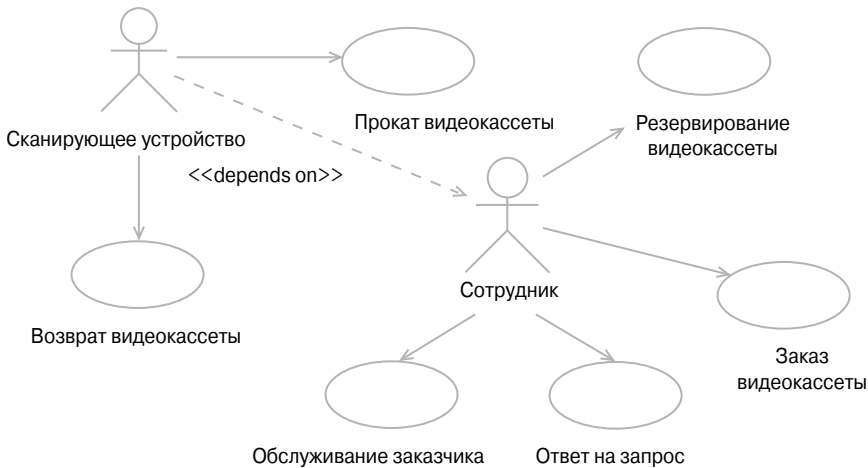 Прокат видеокассеты
Резервирование
видеокассеты
Сканирующее устройство
<<depends on>>
Сотрудник
Возврат видеокассеты
Заказ
видеокассеты
Обслуживание заказчика
Ответ на запрос